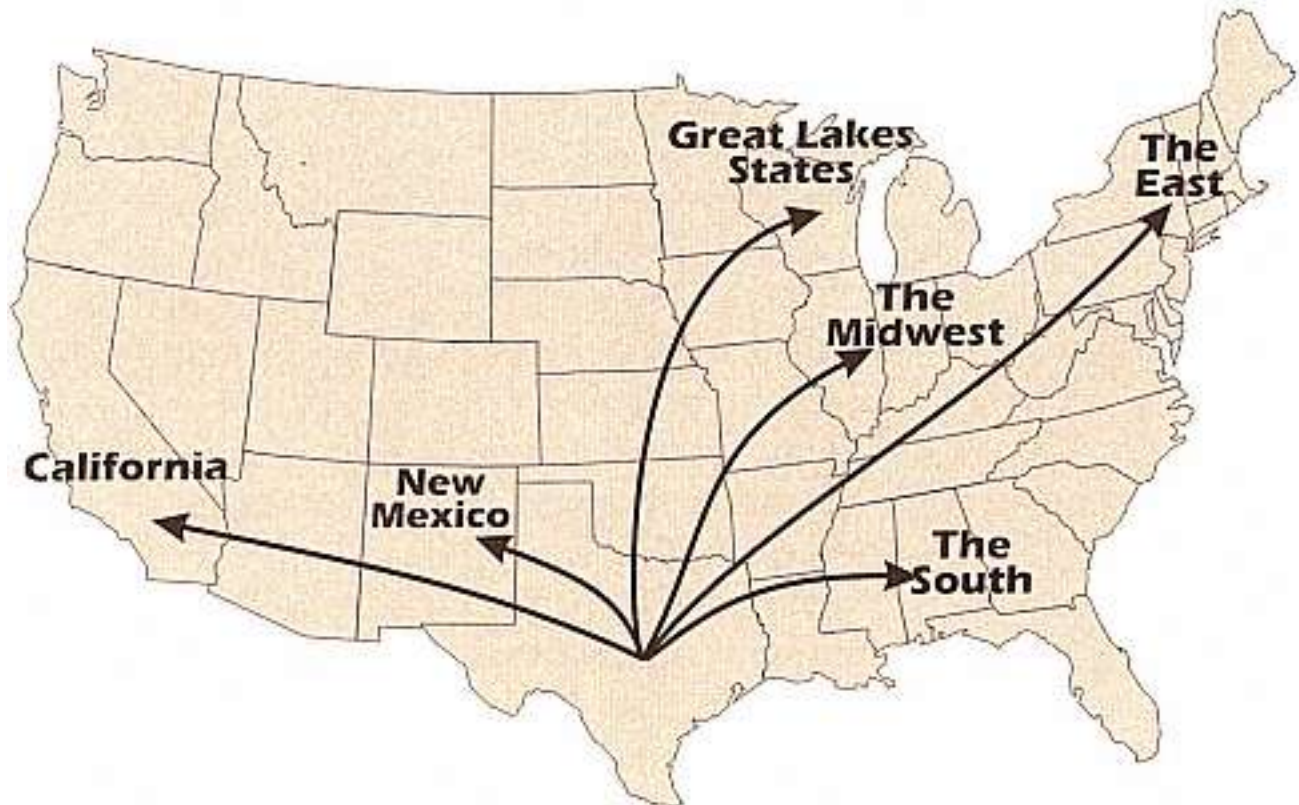 Great Lakes
States
The
East
The
Midwest
California
New
Mexico
The
South